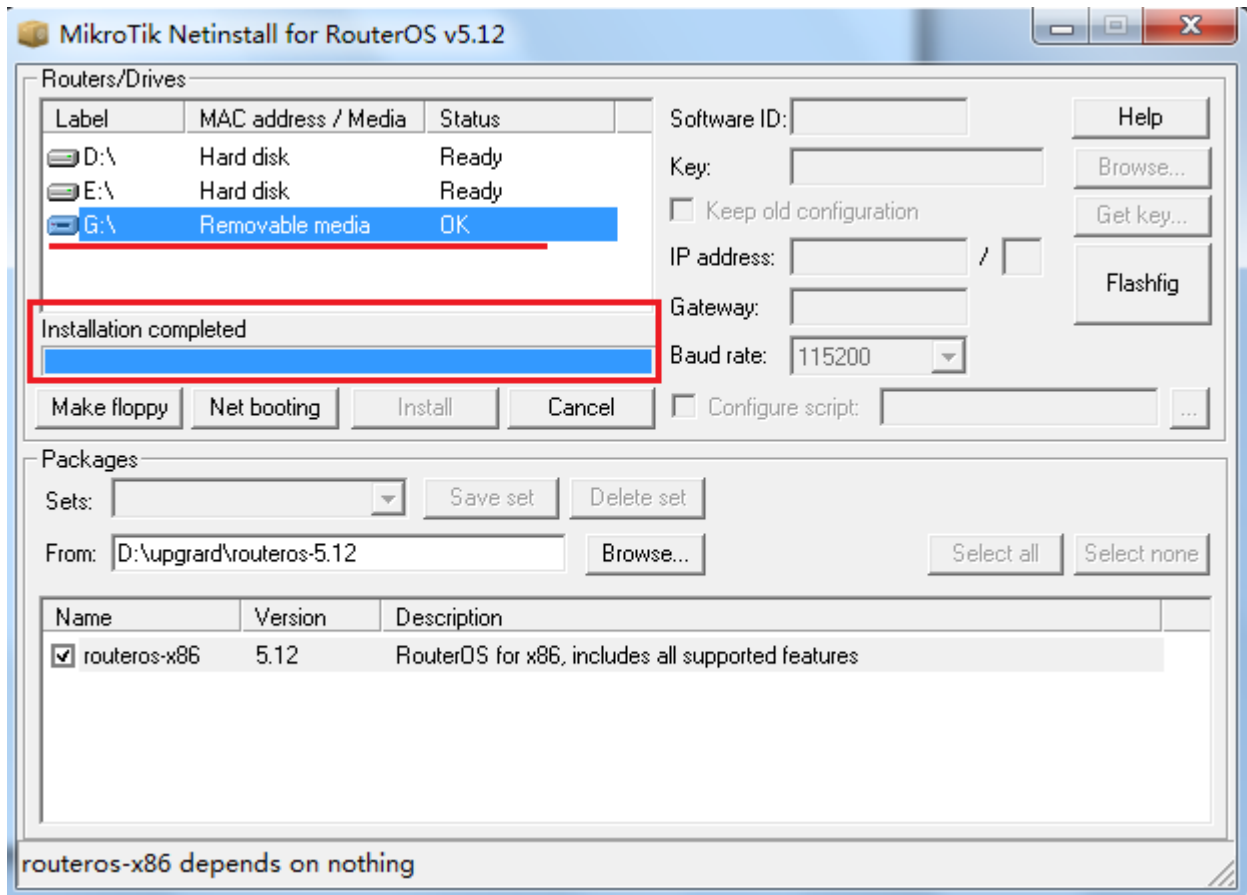 MikroTik Netinstall for RouterOS v5.12
Routers/Drives
Label MAC address / Media Status
D:\ Hard disk Ready
E:\ Hard disk Ready
G:\ Removable media OK
Installation completed
Make floppy Net booting Install Cancel
Software ID: Help
Key: Browse...
Keep old configuration Get key...
IP address: / Flashfig
Gateway:
Baud rate: 115200
Configure script: ...
Packages
Sets: Save set Delete set
From: D:\upgrard\routeros-5.12 Browse... Select all Select none
Name Version Description
routeros-x86 5.12 RouterOS for x86, includes all supported features
routeros-x86 depends on nothing